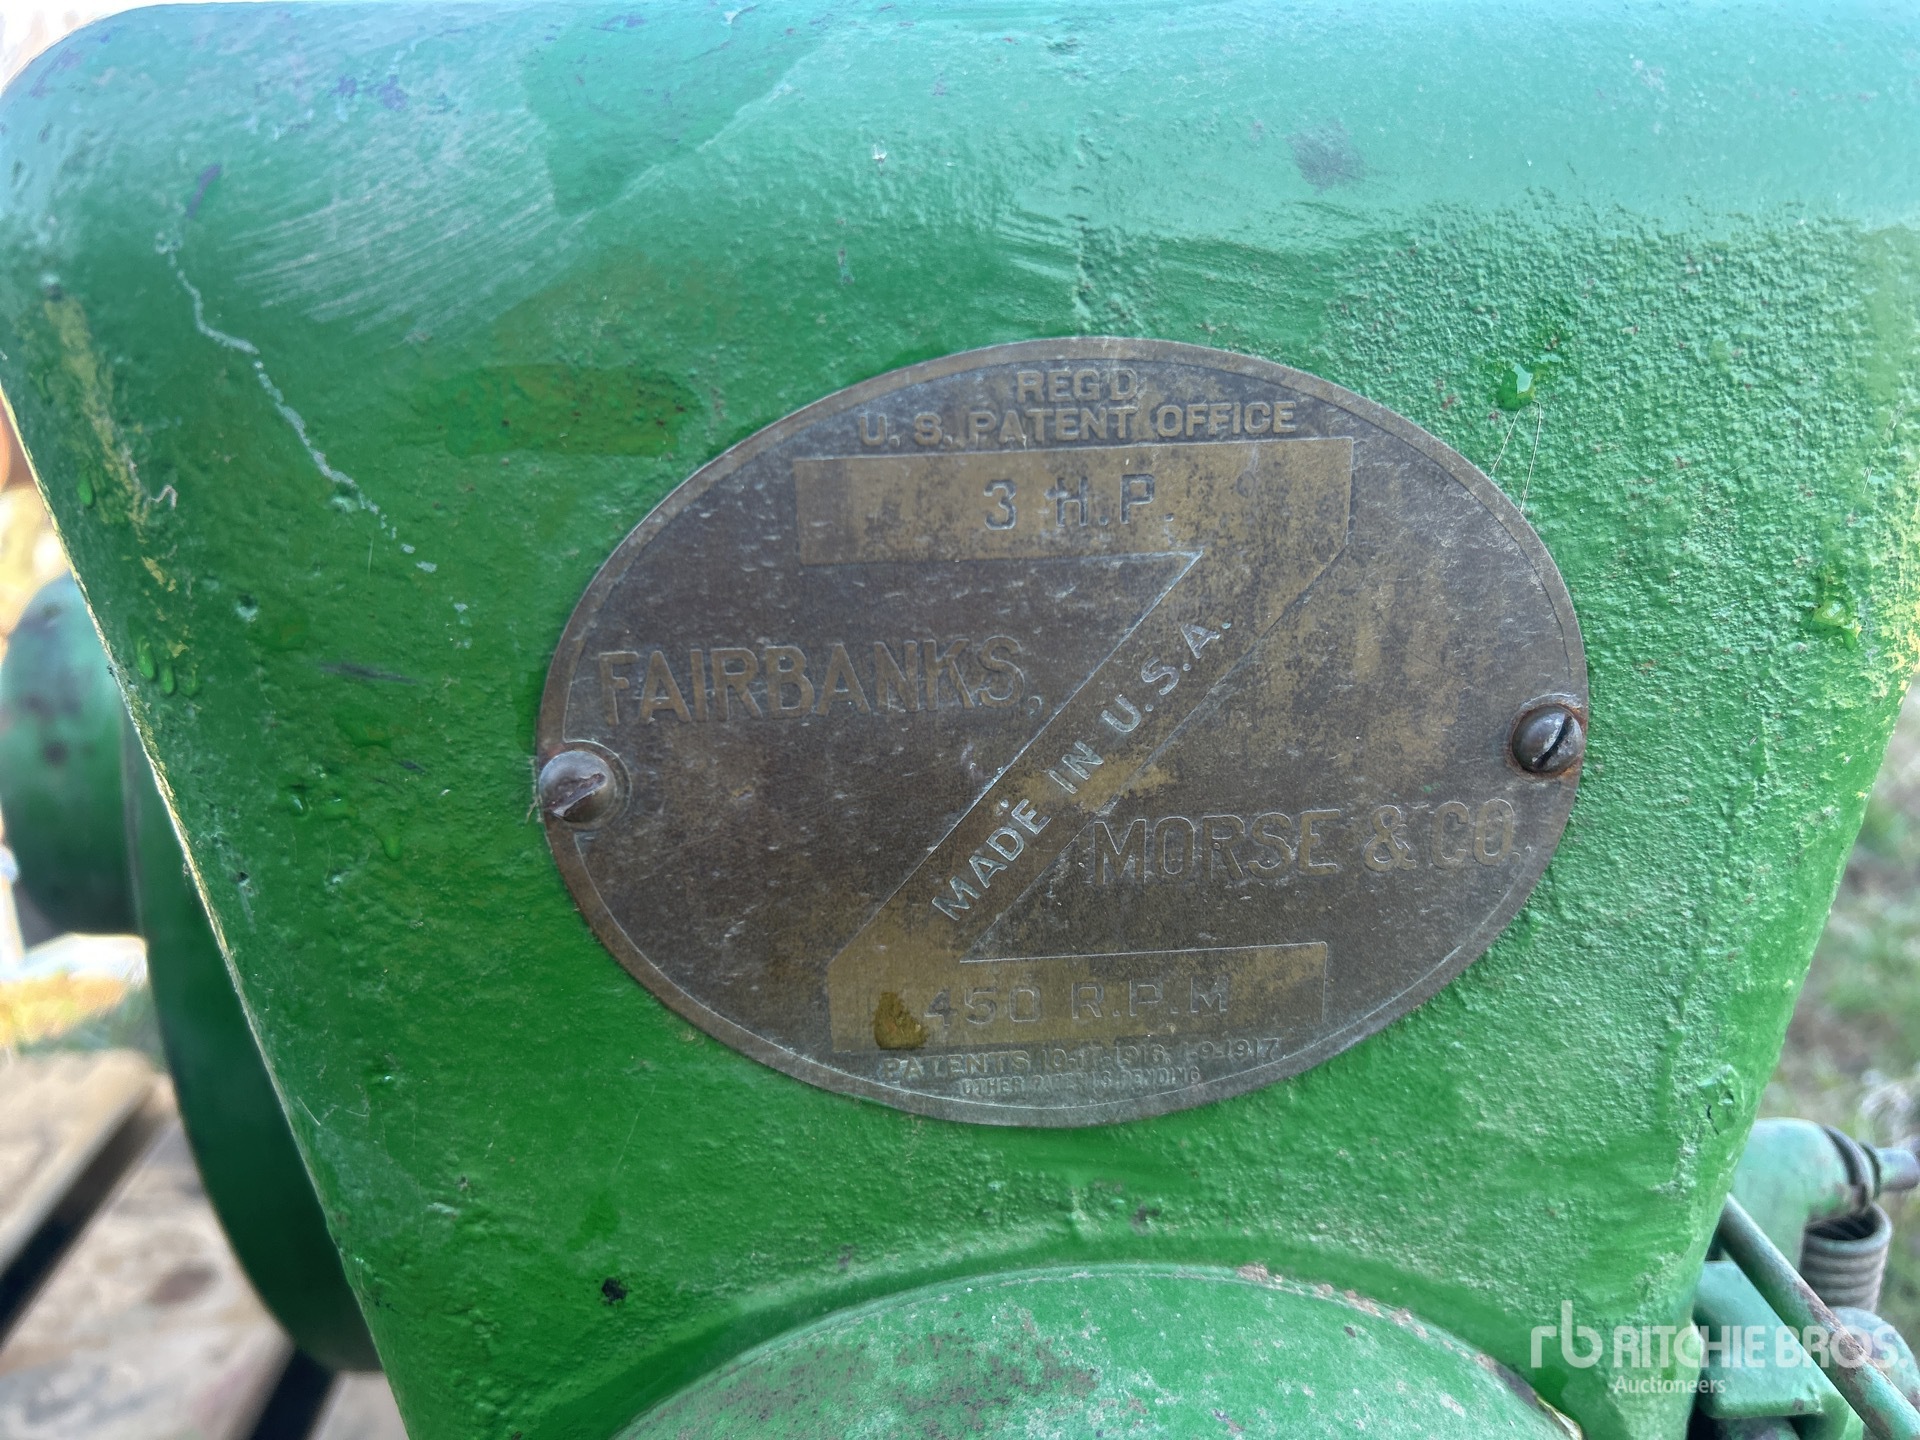 REG'D.
U.S. PATENT OFFICE
3 H.P.
FAIRBANKS,
MADE IN U.S.A.
MORSE & CO.
450 R.P.M
PATENTS 10-17-1916, 1-9-1917.
OTHER PATENTS PENDING
rb RITCHIE BROS.
Auctioneers